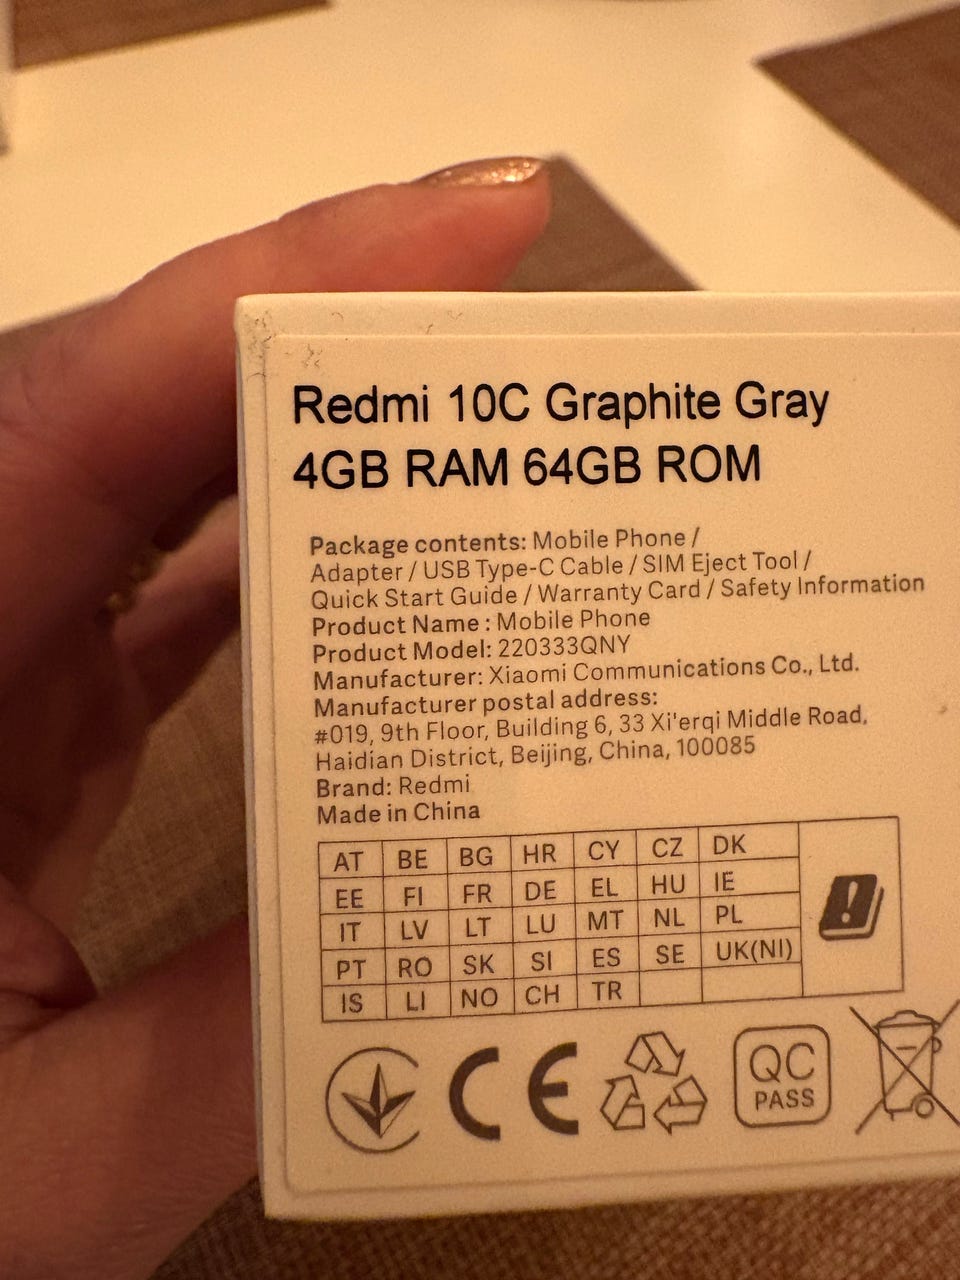 Redmi 10C Graphite Gray
4GB RAM 64GB ROM
Package contents: Mobile Phone /
Adapter / USB Type-C Cable / SIM Eject Tool /
Quick Start Guide / Warranty Card / Safety Information
Product Name : Mobile Phone
Product Model: 220333QNY
Manufacturer: Xiaomi Communications Co., Ltd.
Manufacturer postal address:
#019, 9th Floor, Building 6, 33 Xi'erqi Middle Road,
Haidian District, Beijing, China, 100085
Brand: Redmi
Made in China
AT BE BG HR CY CZ DK
EE FI FR DE EL HU IE
IT LV LT LU MT NL PL
PT RO SK SI ES SE UK(NI)
IS LI NO CH TR
CE QC
PASS